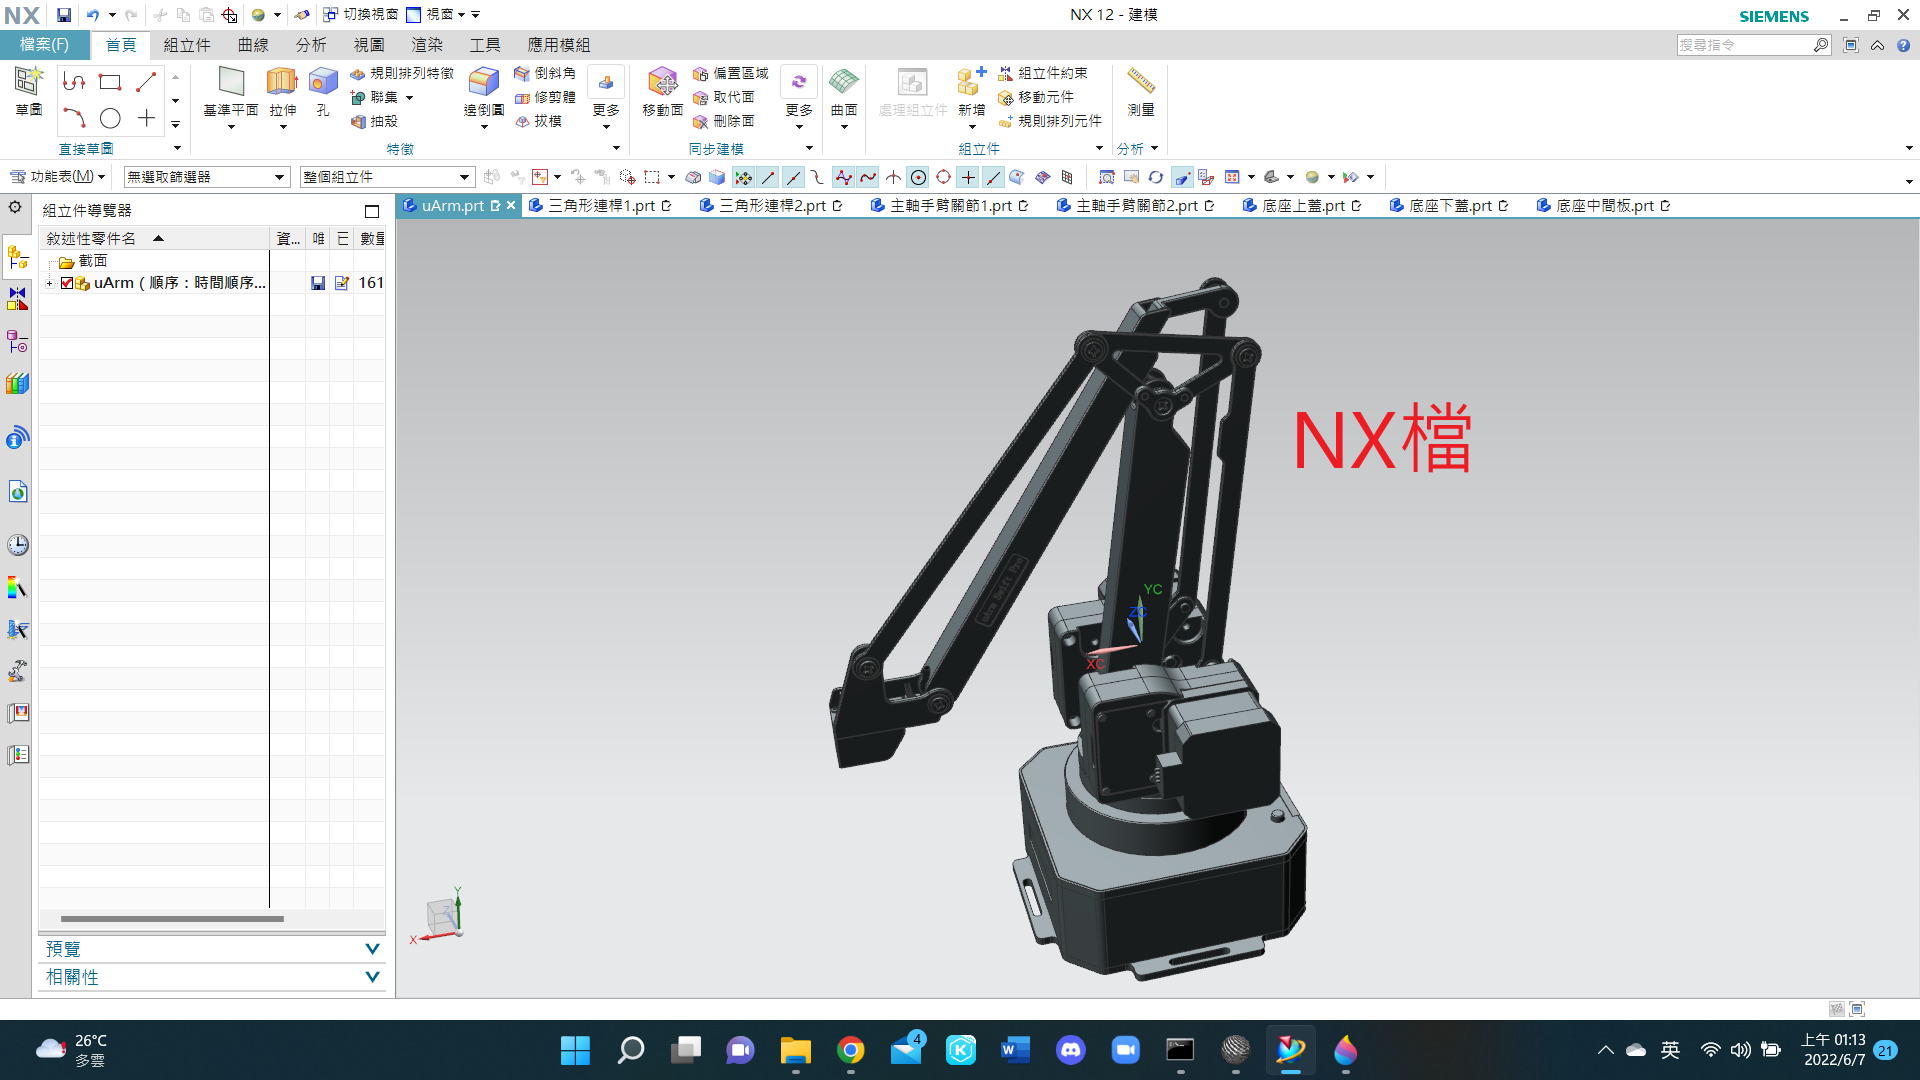 NX
切換視窗
視窗
NX 12 - 建模
SIEMENS
檔案(F)
首頁
組立件
曲線
分析
視圖
渲染
工具
應用模組
搜尋指令
草圖
直接草圖
基準平面
拉伸
孔
規則排列特徵
聯集
抽殼
邊倒圓
倒斜角
修剪體
拔模
更多
特徵
移動面
偏置區域
取代面
刪除面
更多
同步建模
曲面
處理組立件
新增
組立件約束
移動元件
規則排列元件
組立件
測量
分析
功能表(M)
無選取篩選器
整個組立件
組立件導覽器
uArm.prt
三角形連桿1.prt
三角形連桿2.prt
主軸手臂關節1.prt
主軸手臂關節2.prt
底座上蓋.prt
底座下蓋.prt
底座中間板.prt
敘述性零件名
資...
唯
已
數量
截面
uArm ( 順序 : 時間順序...
161
NX檔
uArm Swift Pro
YC
ZC
XC
Y
Z
X
預覽
相關性
26°C
多雲
4
英
上午 01:13
2022/6/7
21